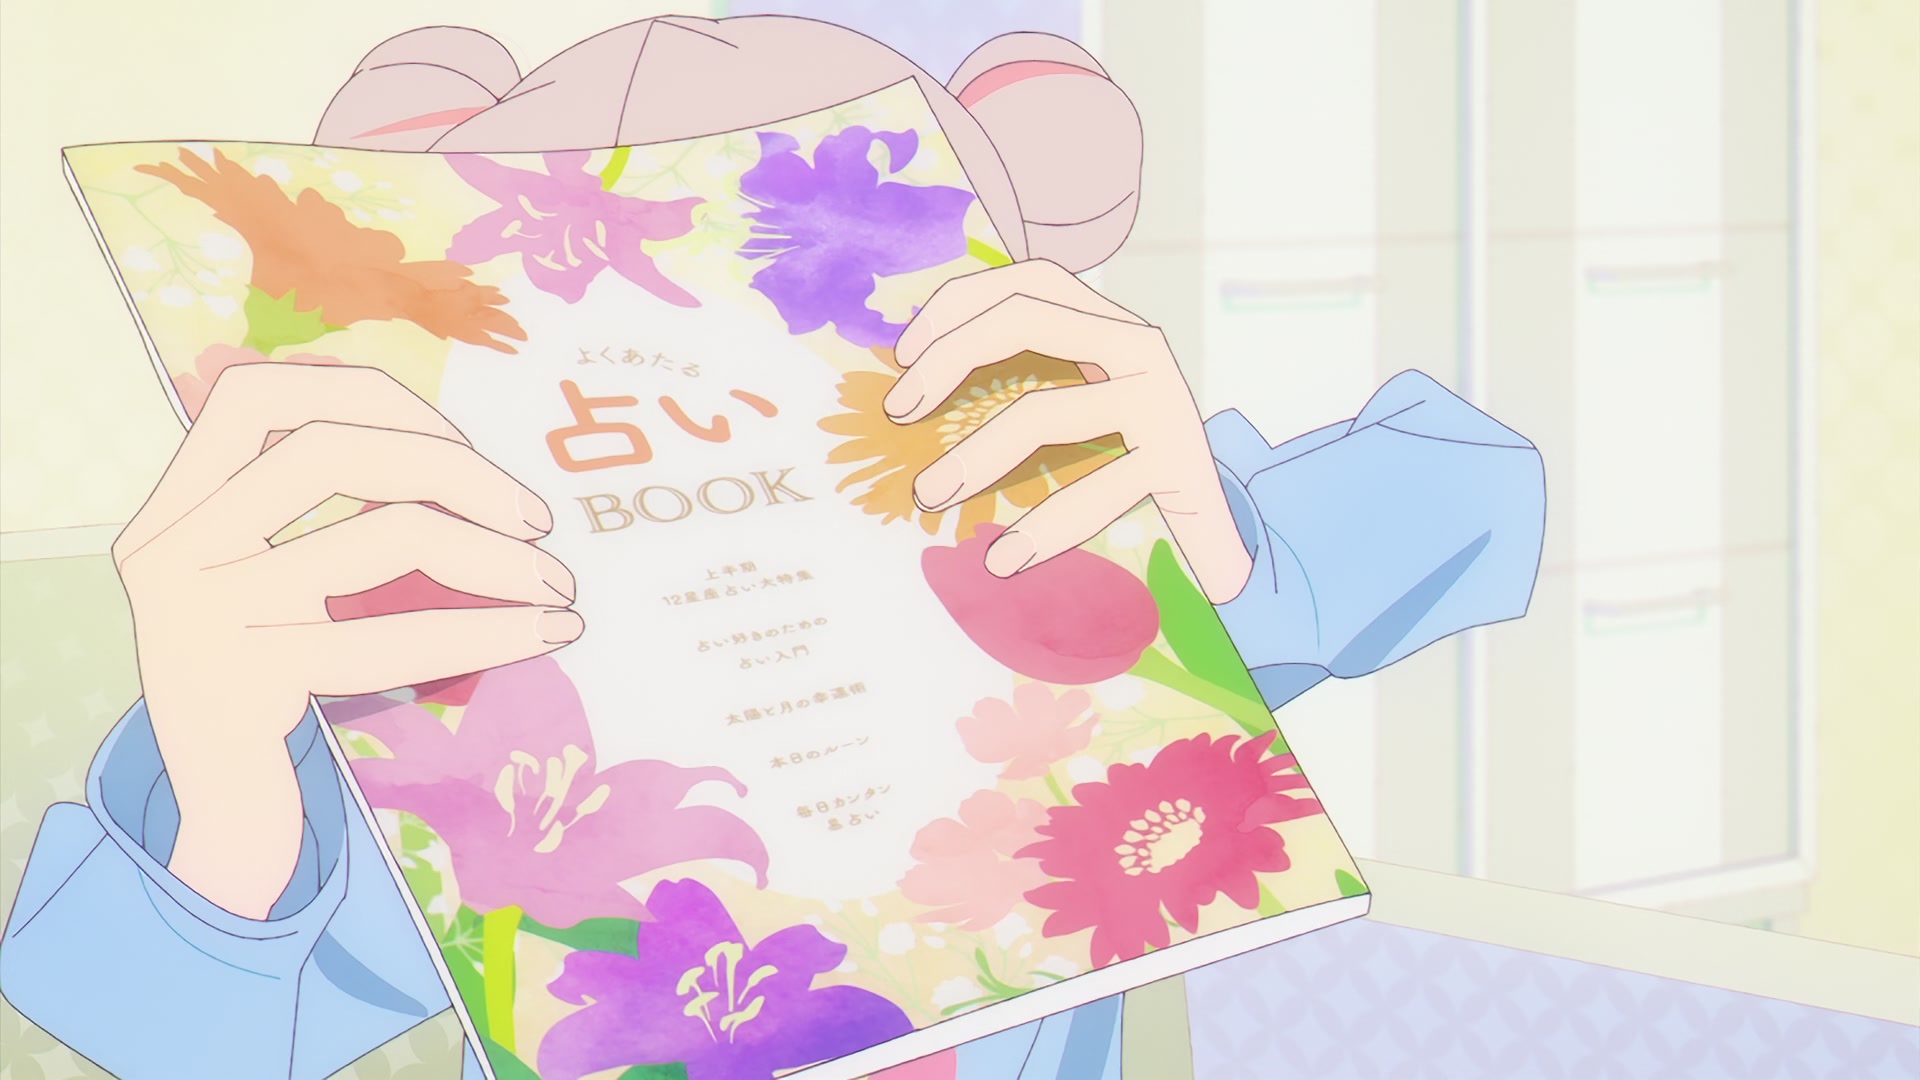 よくあたる
占い
BOOK
上半期
12星座占い大特集
占い好きのための
占い入門
太陽と月の幸運術
本日のルーン
毎日カンタン
星占い